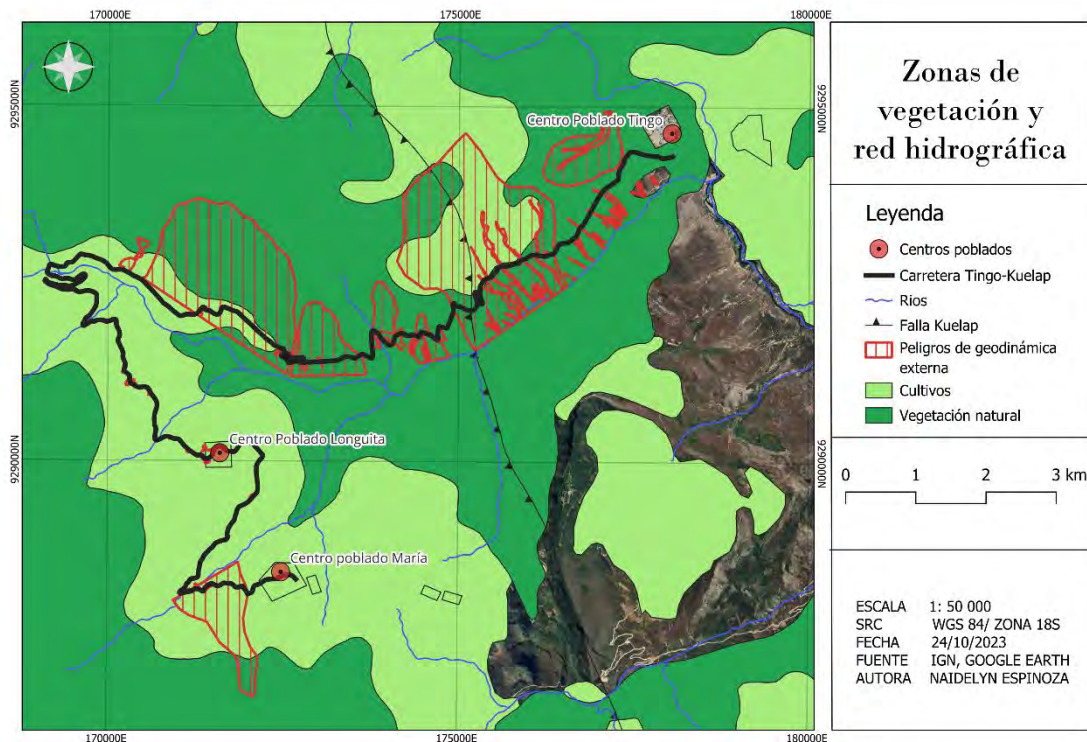 170000E
175000E
180000E
9295000N
9295000N
Centro Poblado Tingo
9290000N
9290000N
Centro Poblado Longuita
Centro poblado María
170000E
175000E
180000E
Zonas de
vegetación y
red hidrográfica
Leyenda
Centros poblados
Carretera Tingo-Kuelap
Rios
Falla Kuelap
Peligros de geodinámica
externa
Cultivos
Vegetación natural
0 1 2 3 km
ESCALA 1: 50 000
SRC WGS 84/ ZONA 18S
FECHA 24/10/2023
FUENTE IGN, GOOGLE EARTH
AUTORA NAIDELYN ESPINOZA